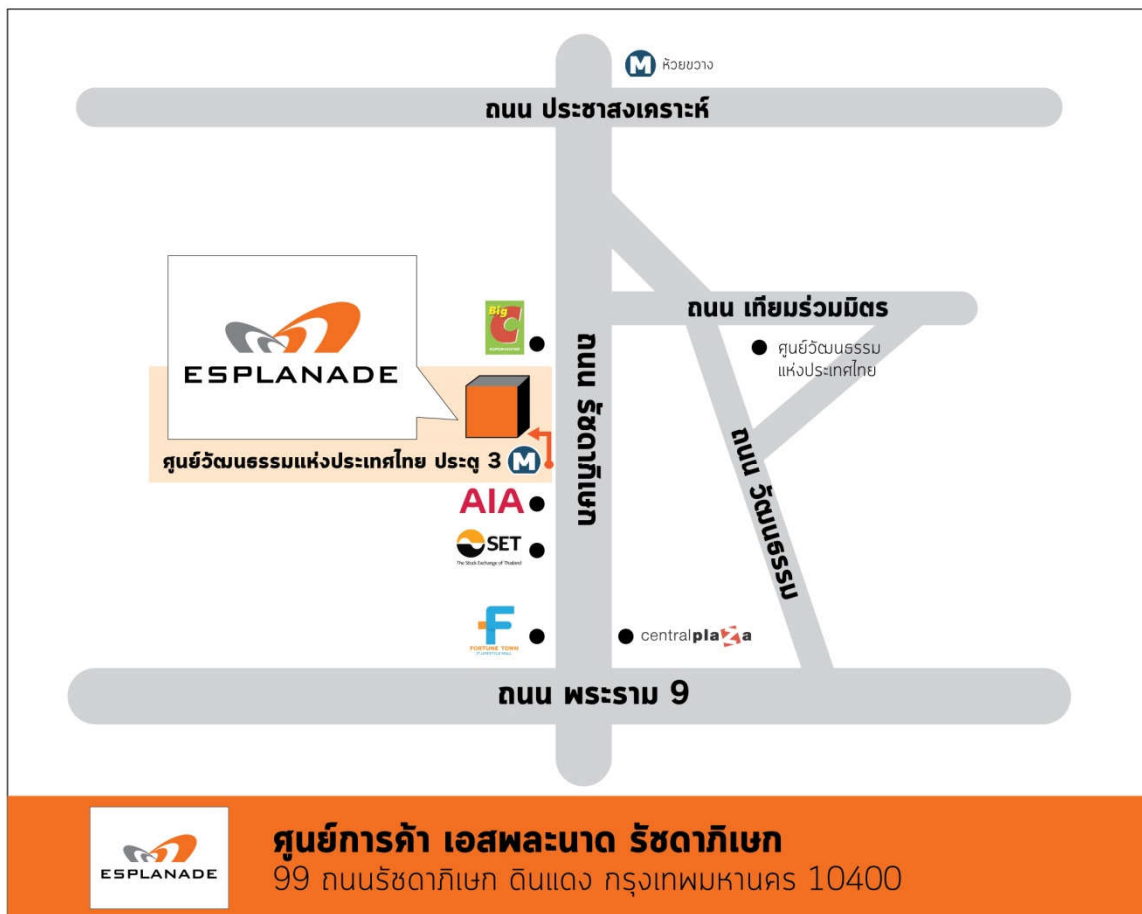 M ห้วยขวาง
ถนน ประชาสงเคราะห์
ESPLANADE
Big C
SUPERCENTER
ถนน เทียมร่วมมิตร
ศูนย์วัฒนธรรม
แห่งประเทศไทย
ถนน รัชดาภิเษก
ศูนย์วัฒนธรรมแห่งประเทศไทย ประตู 3 M
ถนน วัฒนธรรม
AIA
SET
The Stock Exchange of Thailand
F
FORTUNE TOWN
IT LIFESTYLE MALL
centralplaza
ถนน พระราม 9
ESPLANADE
ศูนย์การค้า เอสพละนาด รัชดาภิเษก
99 ถนนรัชดาภิเษก ดินแดง กรุงเทพมหานคร 10400